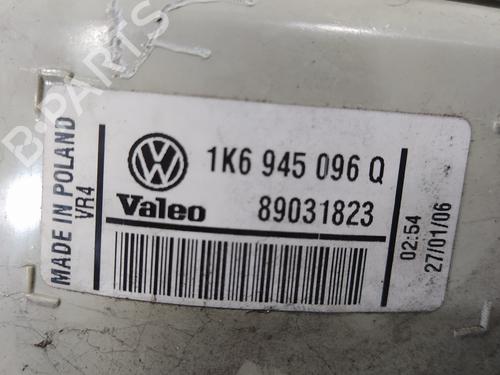 MADE IN POLAND
VR4
1K6 945 096 Q
Valeo
89031823
02:54
27/01/06
B-PARTS